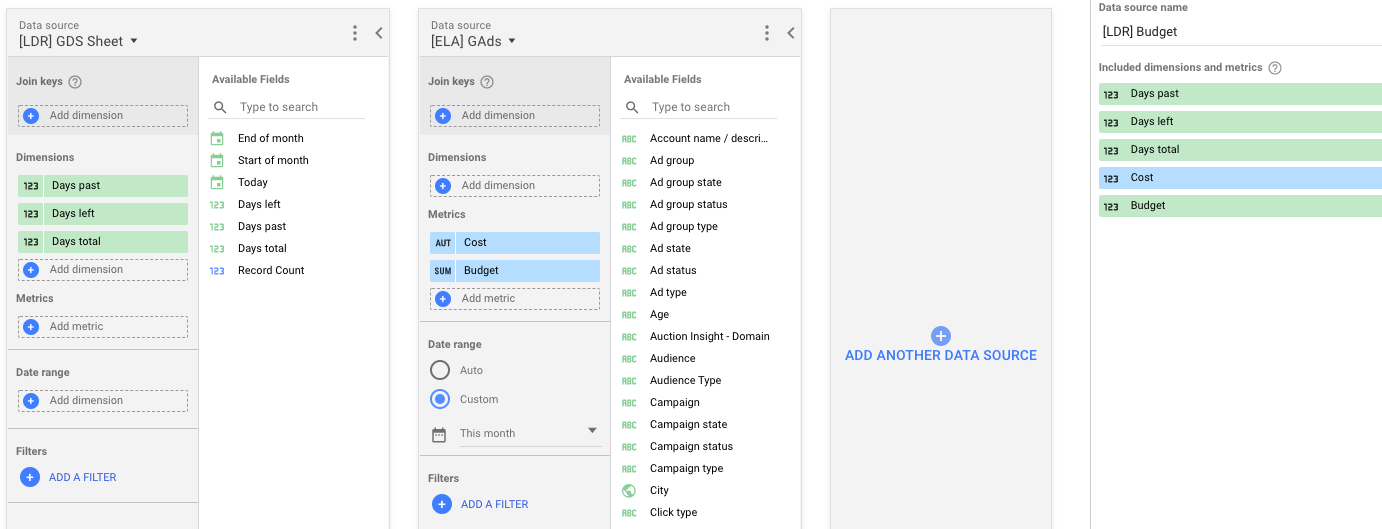 Data source
[LDR] GDS Sheet
Join keys
Add dimension
Dimensions
123 Days past
123 Days left
123 Days total
Add dimension
Metrics
Add metric
Date range
Add dimension
Filters
ADD A FILTER
Available Fields
Type to search
End of month
Start of month
Today
123 Days left
123 Days past
123 Days total
123 Record Count
Data source
[ELA] GAds
Join keys
Add dimension
Dimensions
Add dimension
Metrics
AUT Cost
SUM Budget
Add metric
Date range
Auto
Custom
This month
Filters
ADD A FILTER
Available Fields
Type to search
ABC Account name / descri...
ABC Ad group
ABC Ad group state
ABC Ad group status
ABC Ad group type
ABC Ad state
ABC Ad status
ABC Ad type
ABC Age
ABC Auction Insight - Domain
ABC Audience
ABC Audience Type
ABC Campaign
ABC Campaign state
ABC Campaign status
ABC Campaign type
City
ABC Click type
ADD ANOTHER DATA SOURCE
Data source name
[LDR] Budget
Included dimensions and metrics
123 Days past
123 Days left
123 Days total
123 Cost
123 Budget